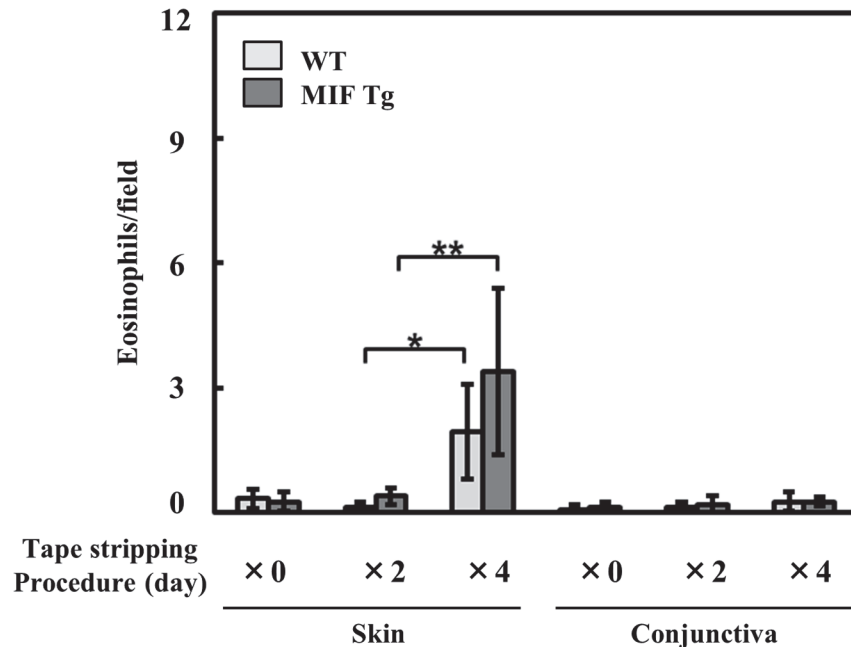 12
WT
MIF Tg
9
Eosinophils/field
**
6
*
3
0
Tape stripping
Procedure (day)
×0 ×2 ×4 ×0 ×2 ×4
Skin Conjunctiva